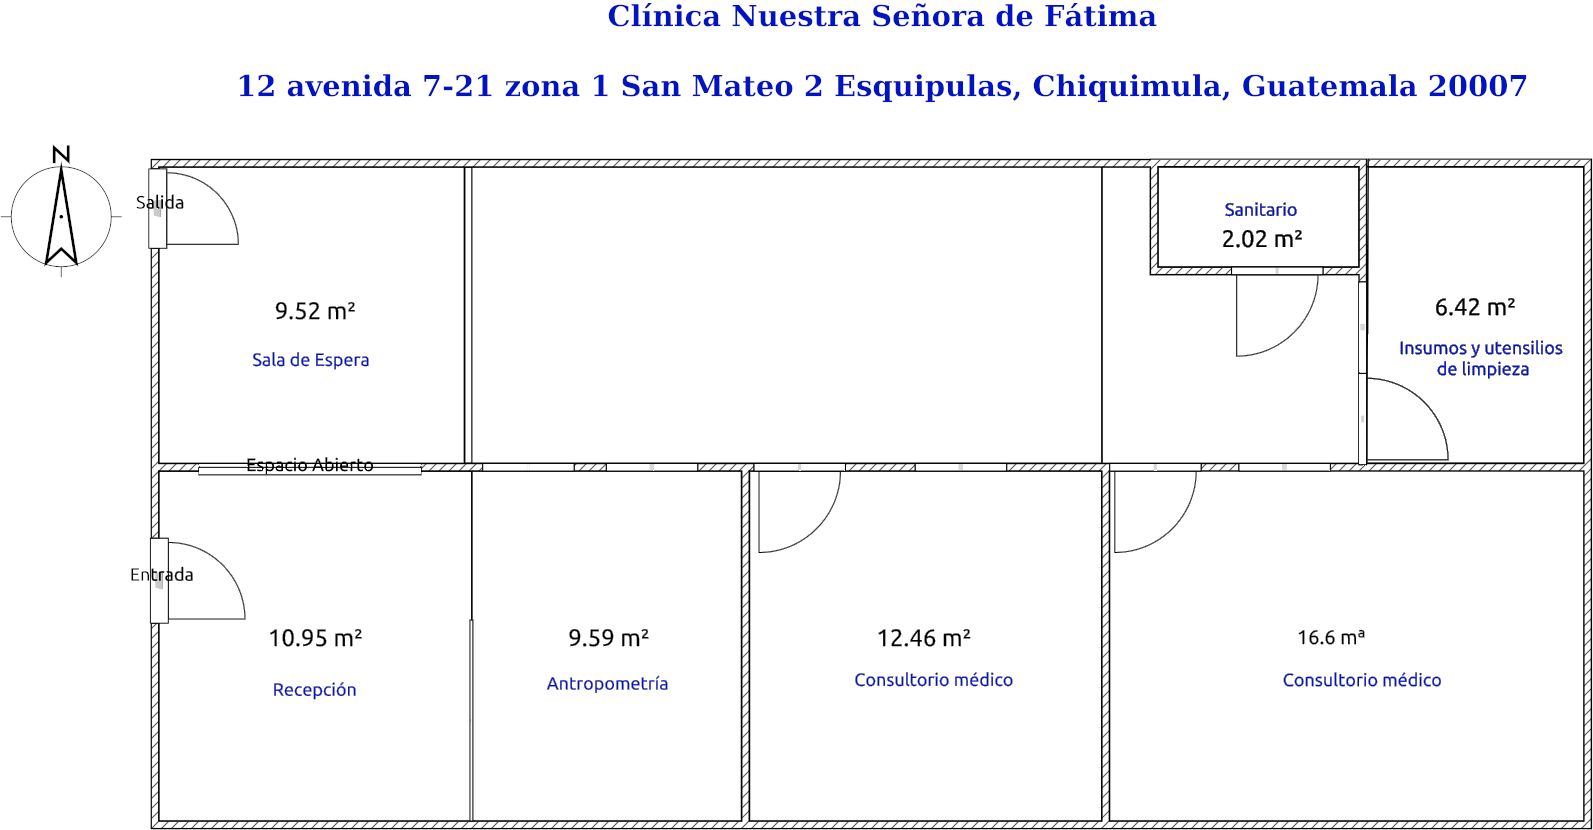 Clínica Nuestra Señora de Fátima
12 avenida 7-21 zona 1 San Mateo 2 Esquipulas, Chiquimula, Guatemala 20007
N
Salida
Sanitario
2.02 m²
9.52 m²
Sala de Espera
6.42 m²
Insumos y utensilios
de limpieza
Espacio Abierto
Entrada
10.95 m²
Recepción
9.59 m²
Antropometría
12.46 m²
Consultorio médico
16.6 mª
Consultorio médico